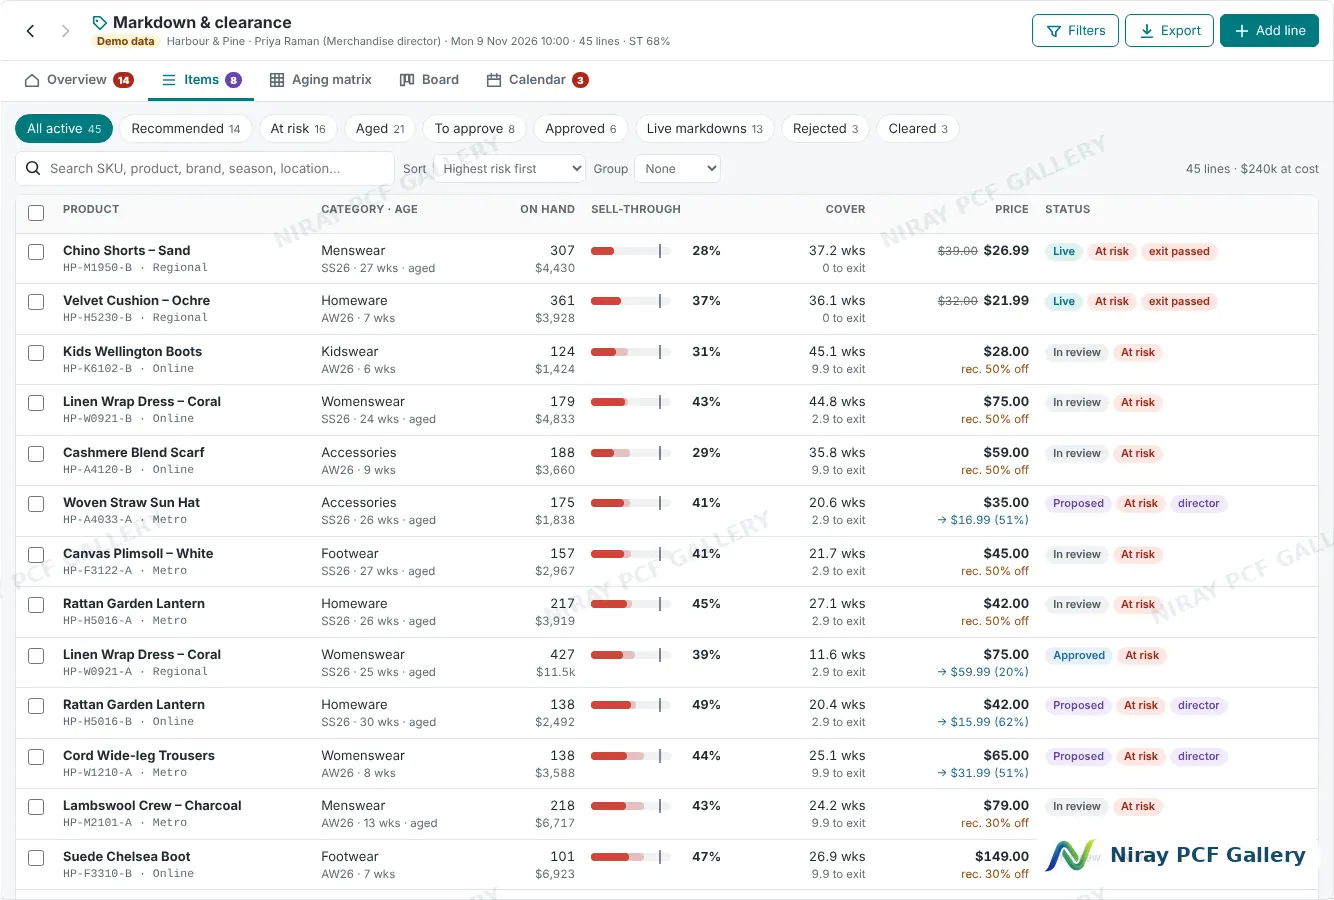 Markdown & clearance
Demo data Harbour & Pine · Priya Raman (Merchandise director) · Mon 9 Nov 2026 10:00 · 45 lines · ST 68%
Filters Export Add line
Overview 14 Items 8 Aging matrix Board Calendar 3
All active 45 Recommended 14 At risk 16 Aged 21 To approve 8 Approved 6 Live markdowns 13 Rejected 3 Cleared 3
Search SKU, product, brand, season, location... Sort Highest risk first Group None 45 lines · $240k at cost
PRODUCT CATEGORY · AGE ON HAND SELL-THROUGH COVER PRICE STATUS
Chino Shorts – Sand Menswear 307 28% 37.2 wks $39.00 $26.99 Live At risk exit passed
HP-M1950-B · Regional SS26 · 27 wks · aged $4,430 0 to exit
Velvet Cushion – Ochre Homeware 361 37% 36.1 wks $32.00 $21.99 Live At risk exit passed
HP-H5230-B · Regional AW26 · 7 wks $3,928 0 to exit
Kids Wellington Boots Kidswear 124 31% 45.1 wks $28.00 In review At risk
HP-K6102-B · Online AW26 · 6 wks $1,424 9.9 to exit rec. 50% off
Linen Wrap Dress – Coral Womenswear 179 43% 44.8 wks $75.00 In review At risk
HP-W0921-B · Online SS26 · 24 wks · aged $4,833 2.9 to exit rec. 50% off
Cashmere Blend Scarf Accessories 188 29% 35.8 wks $59.00 In review At risk
HP-A4120-B · Online AW26 · 9 wks $3,660 9.9 to exit rec. 50% off
Woven Straw Sun Hat Accessories 175 41% 20.6 wks $35.00 Proposed At risk director
HP-A4033-A · Metro SS26 · 26 wks · aged $1,838 2.9 to exit → $16.99 (51%)
Canvas Plimsoll – White Footwear 157 41% 21.7 wks $45.00 In review At risk
HP-F3122-A · Metro SS26 · 27 wks · aged $2,967 2.9 to exit rec. 50% off
Rattan Garden Lantern Homeware 217 45% 27.1 wks $42.00 In review At risk
HP-H5016-A · Metro SS26 · 26 wks · aged $3,919 2.9 to exit rec. 50% off
Linen Wrap Dress – Coral Womenswear 427 39% 11.6 wks $75.00 Approved At risk
HP-W0921-A · Regional SS26 · 25 wks · aged $11.5k 2.9 to exit → $59.99 (20%)
Rattan Garden Lantern Homeware 138 49% 20.4 wks $42.00 Proposed At risk director
HP-H5016-B · Online SS26 · 30 wks · aged $2,492 2.9 to exit → $15.99 (62%)
Cord Wide-leg Trousers Womenswear 138 44% 25.1 wks $65.00 Proposed At risk director
HP-W1210-A · Metro AW26 · 8 wks $3,588 9.9 to exit → $31.99 (51%)
Lambswool Crew – Charcoal Menswear 218 43% 24.2 wks $79.00 In review At risk
HP-M2101-A · Metro AW26 · 13 wks · aged $6,717 9.9 to exit rec. 30% off
Suede Chelsea Boot Footwear 101 47% 26.9 wks $149.00
HP-F3310-B · Online AW26 · 7 wks $6,923 9.9 to exit rec. 30% off
Niray PCF Gallery
NIRAY PCF GALLERY
NIRAY PCF GALLERY
NIRAY PCF GALLERY